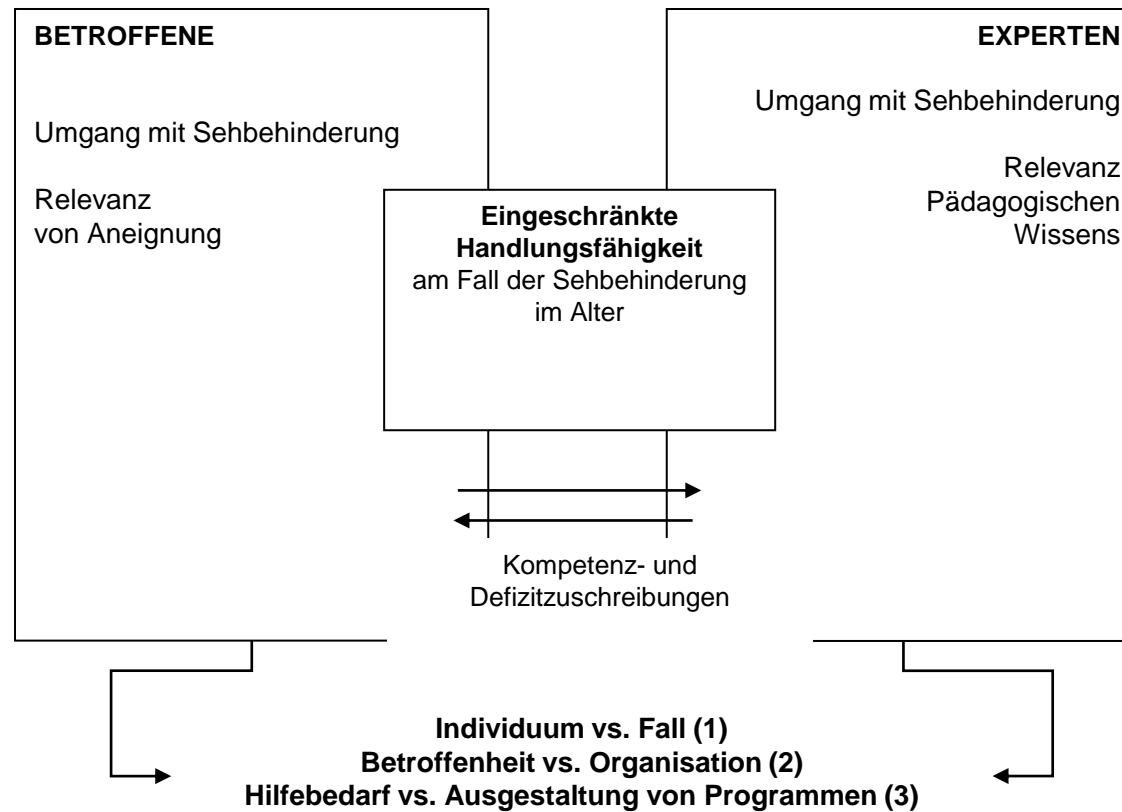 BETROFFENE
Umgang mit Sehbehinderung
Relevanz
von Aneignung
EXPERTEN
Umgang mit Sehbehinderung
Relevanz
Pädagogischen
Wissens
Eingeschränkte
Handlungsfähigkeit
am Fall der Sehbehinderung
im Alter
Kompetenz- und
Defizitzuschreibungen
Individuum vs. Fall (1)
Betroffenheit vs. Organisation (2)
Hilfebedarf vs. Ausgestaltung von Programmen (3)